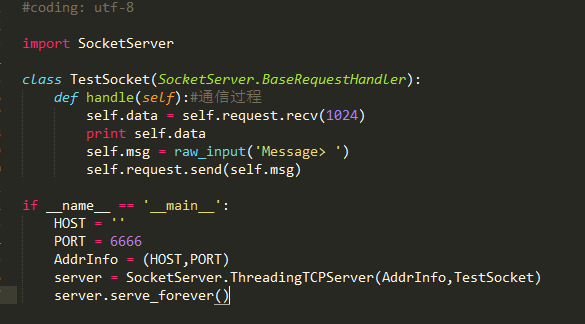 #coding: utf-8
import SocketServer
class TestSocket(SocketServer.BaseRequestHandler):
def handle(self):#通信过程
self.data = self.request.recv(1024)
print self.data
self.msg = raw_input('Message> ')
self.request.send(self.msg)
if __name__ == '__main__':
HOST = ''
PORT = 6666
AddrInfo = (HOST,PORT)
server = SocketServer.ThreadingTCPServer(AddrInfo,TestSocket)
server.serve_forever()